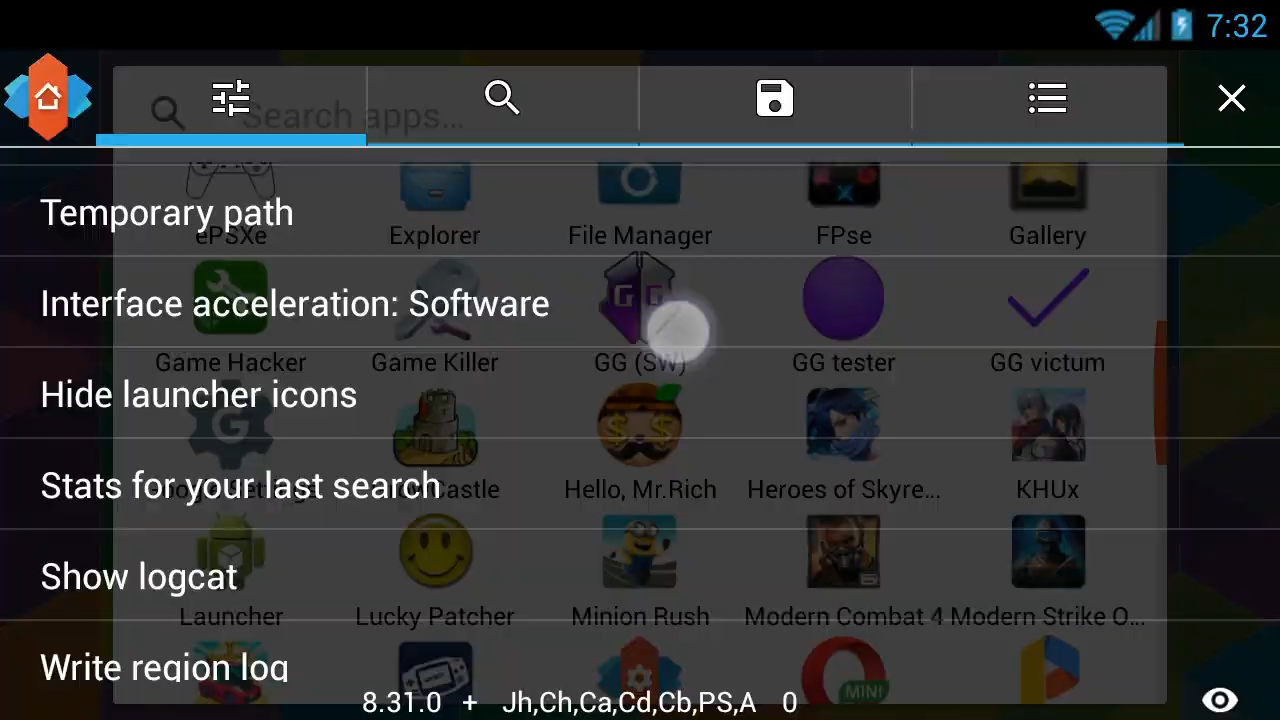 7:32
Search apps...
Temporary path
ePSXe Explorer File Manager FPse Gallery
Interface acceleration: Software
Game Hacker Game Killer GG (SW) GG tester GG victum
Hide launcher icons
Castle Hello, Mr.Rich Heroes of Skyre... KHUx
Stats for your last search
Show logcat
Launcher Lucky Patcher Minion Rush Modern Combat 4 Modern Strike O...
Write region log
MINI
8.31.0 + Jh,Ch,Ca,Cd,Cb,PS,A 0